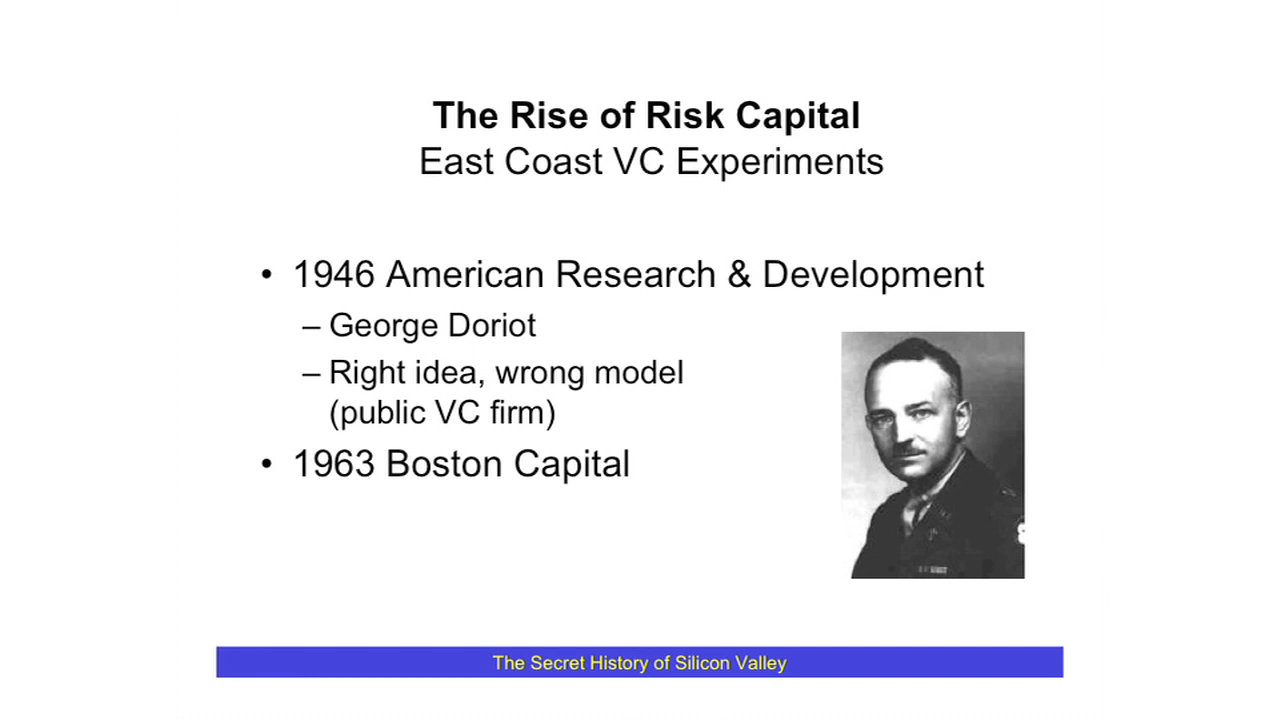 The Rise of Risk Capital
East Coast VC Experiments
• 1946 American Research & Development
– George Doriot
– Right idea, wrong model
(public VC firm)
• 1963 Boston Capital
The Secret History of Silicon Valley